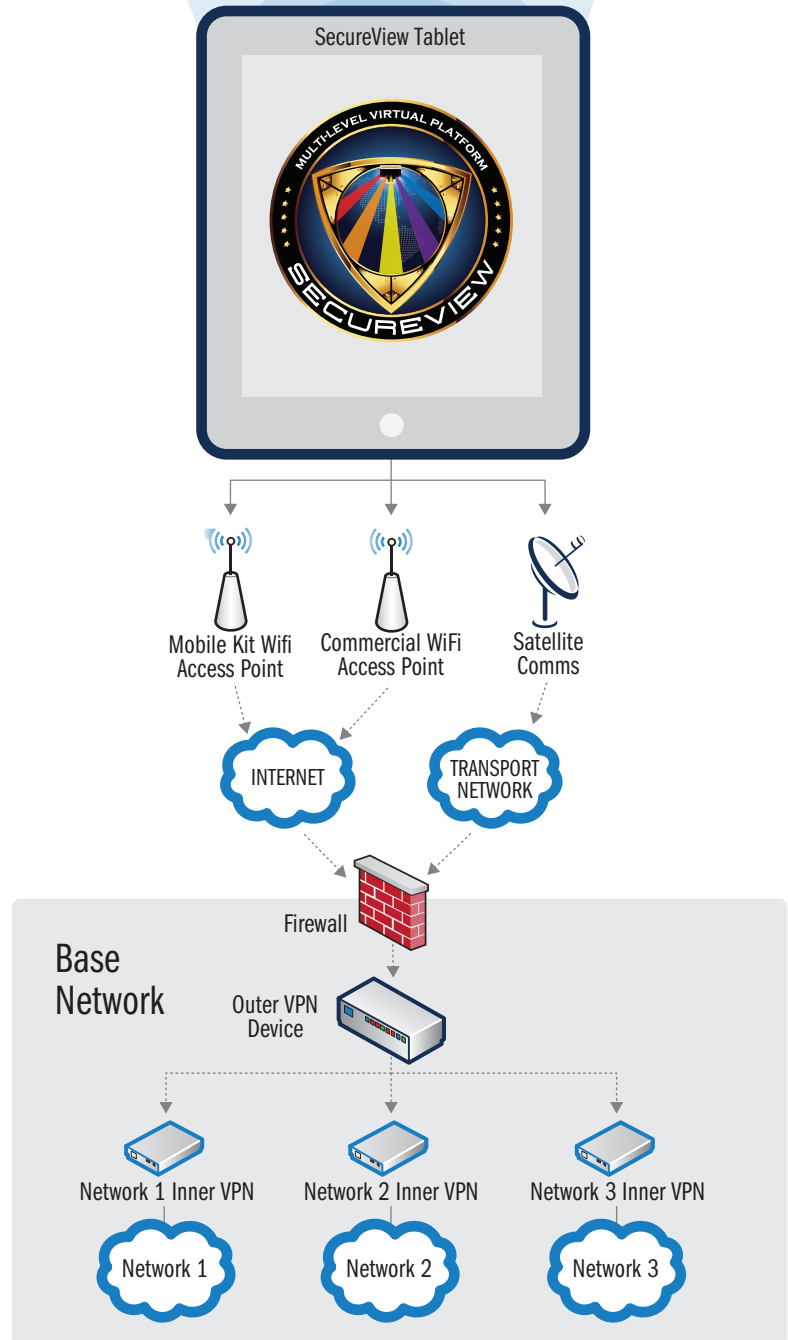 SecureView Tablet
MULTI-LEVEL VIRTUAL PLATFORM
SECUREVIEW
Mobile Kit Wifi
Access Point
Commercial WiFi
Access Point
Satellite
Comms
INTERNET
TRANSPORT
NETWORK
Firewall
Base
Network
Outer VPN
Device
Network 1 Inner VPN
Network 2 Inner VPN
Network 3 Inner VPN
Network 1
Network 2
Network 3